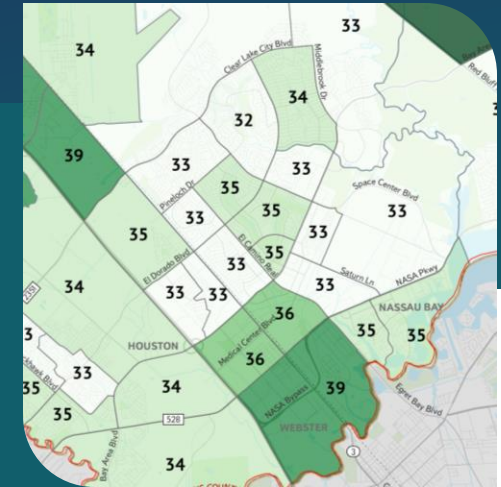 33
34
Clear Lake City Blvd
Middlebrook Dr
Red Bluff
34
32
39
33
33
Pineloch Dr
35
Space Center Blvd
33
33
35
33
35
El Camino Real
35
33
El Dorado Blvd
Saturn Ln
NASA Pkwy
34
33
33
33
2351
36
NASSAU BAY
Medical Center Blvd
35
35
3
HOUSTON
36
33
35
34
39
NASA Bypass
Egret Bay Blvd
35
528
WEBSTER
Bay Area Blvd
3
34